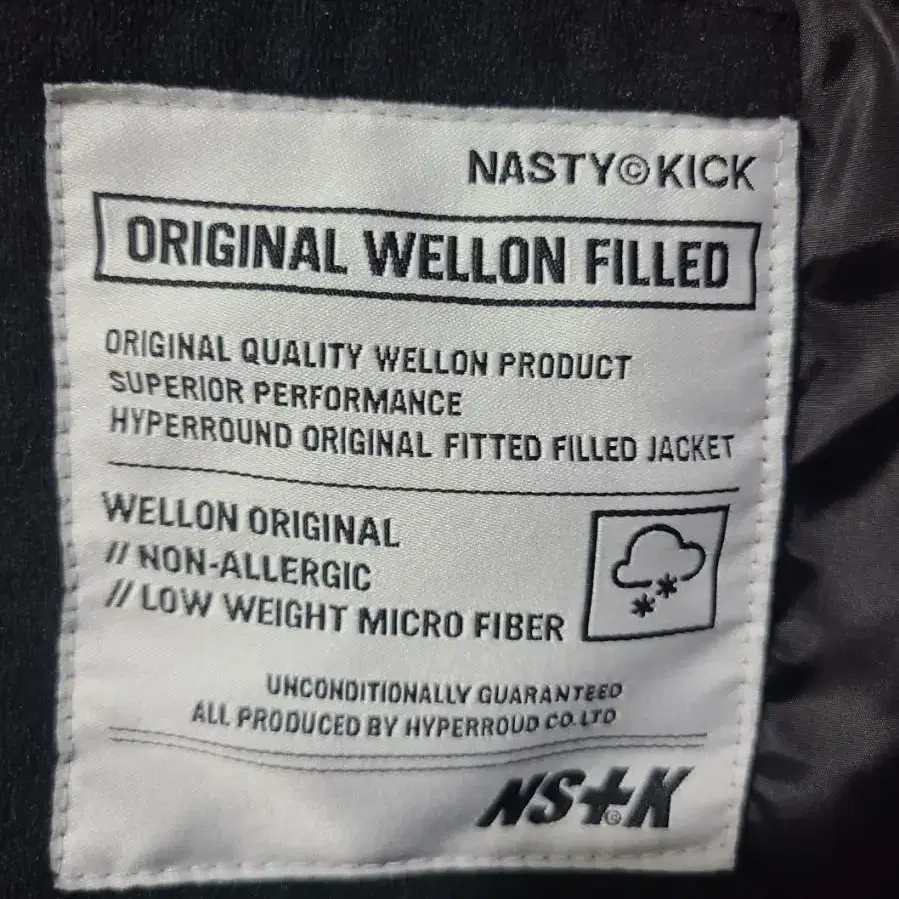 NASTY©KICK
ORIGINAL WELLON FILLED
ORIGINAL QUALITY WELLON PRODUCT
SUPERIOR PERFORMANCE
HYPERROUND ORIGINAL FITTED FILLED JACKET
WELLON ORIGINAL
// NON-ALLERGIC
// LOW WEIGHT MICRO FIBER
UNCONDITIONALLY GUARANTEED
ALL PRODUCED BY HYPERROUD CO.LTD
NS+K©